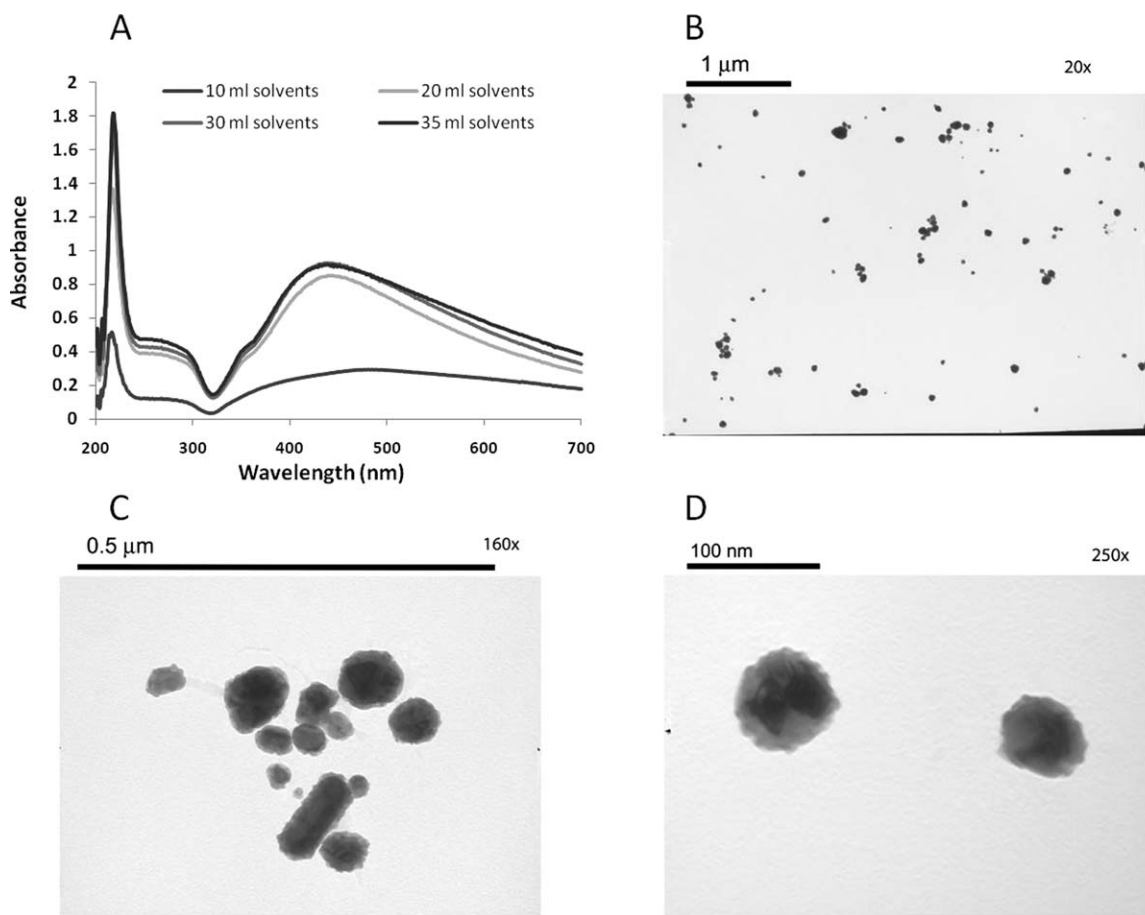 A
2
1.8
1.6
1.4
1.2
1
0.8
0.6
0.4
0.2
0
Absorbance
10 ml solvents
20 ml solvents
30 ml solvents
35 ml solvents
200 300 400 500 600 700
Wavelength (nm)
B
1 μm 20x
C
0.5 μm 160x
D
100 nm 250x